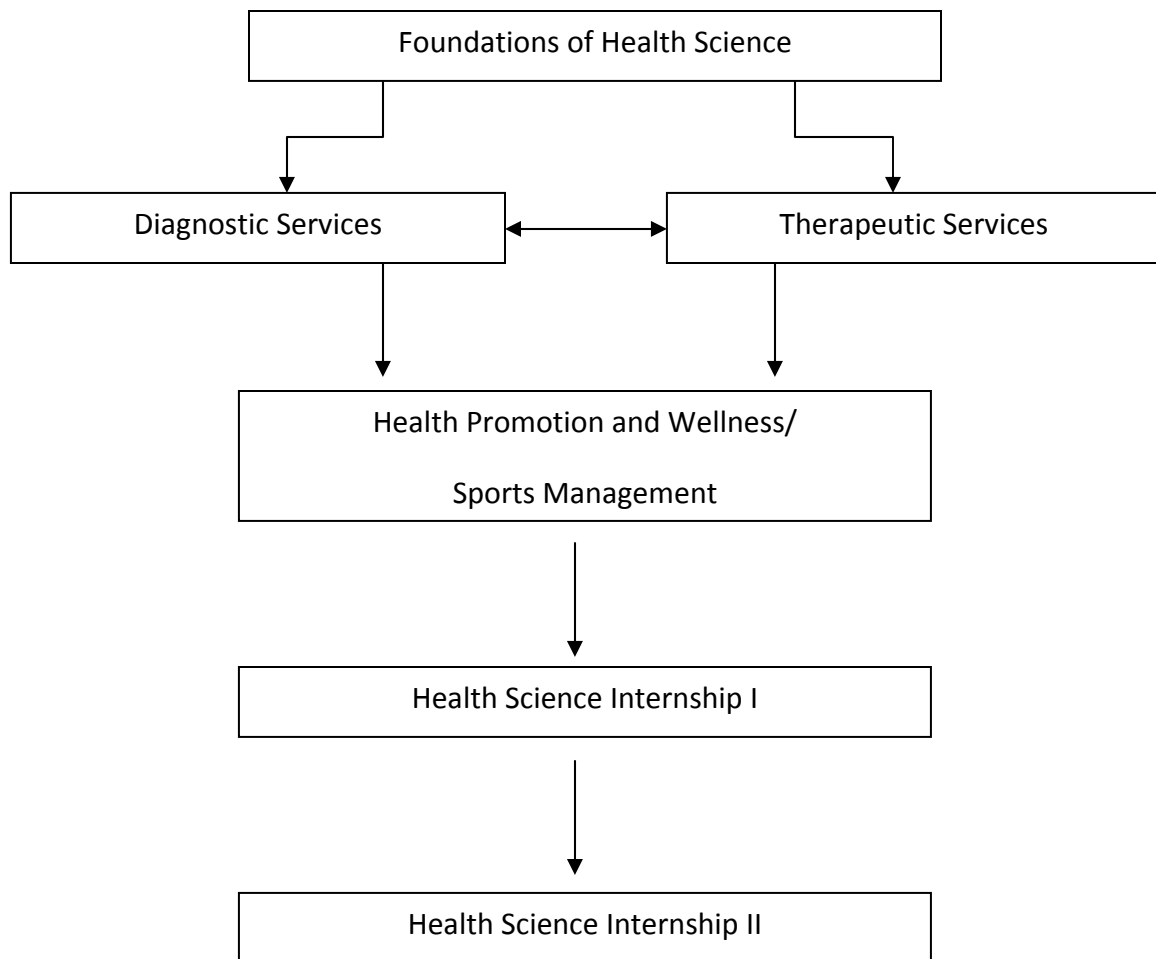 Foundations of Health Science
Diagnostic Services
Therapeutic Services
Health Promotion and Wellness/
Sports Management
Health Science Internship I
Health Science Internship II